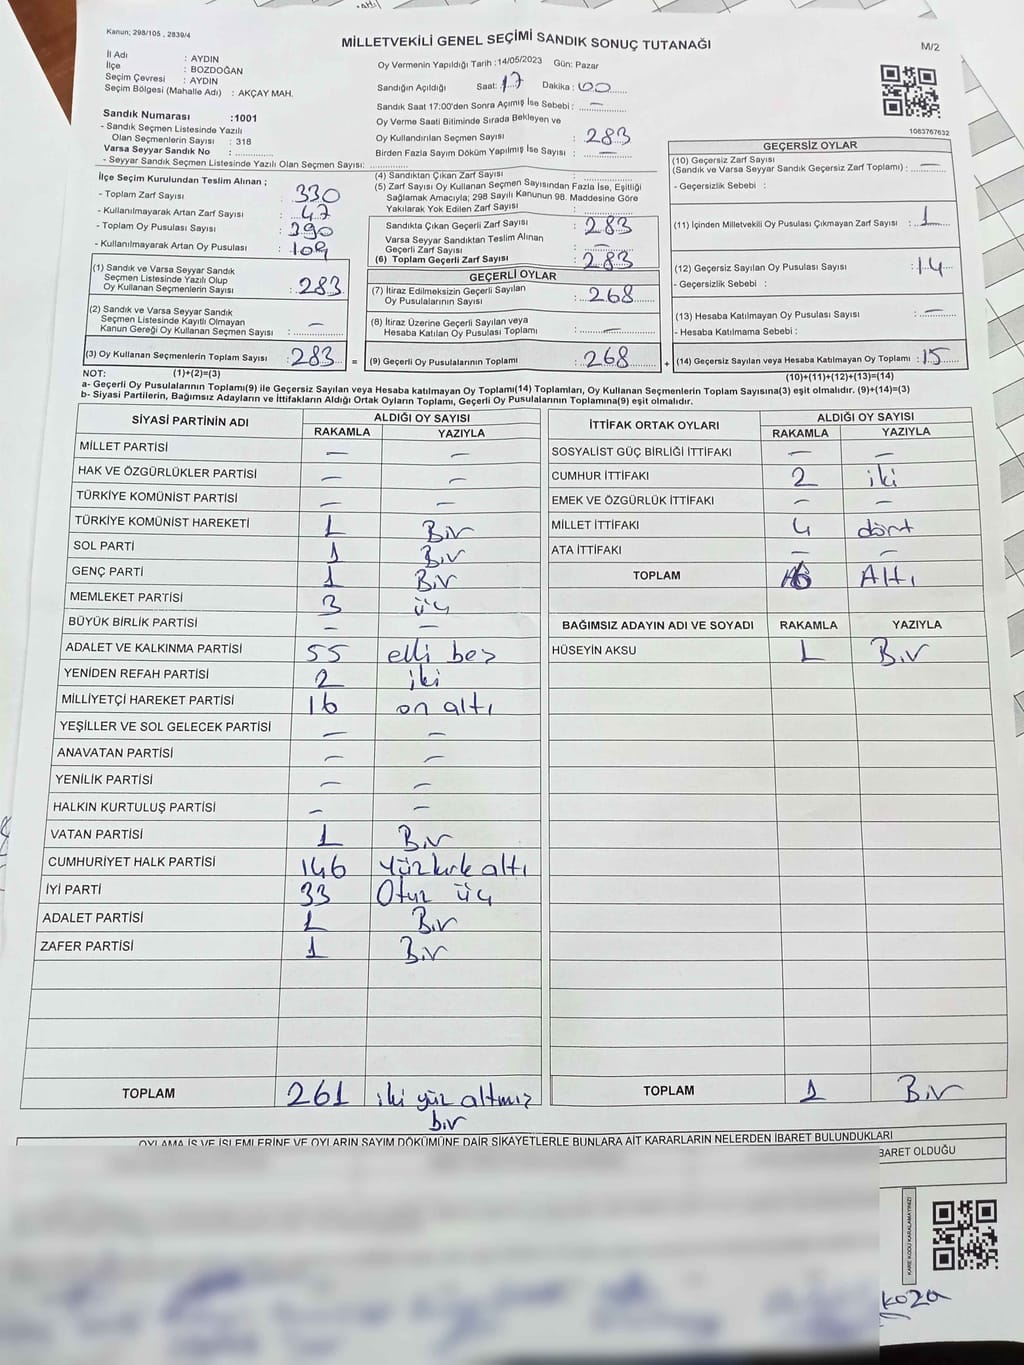 Kanun; 298/105 , 2839/4
MİLLETVEKİLİ GENEL SEÇİMİ SANDIK SONUÇ TUTANAĞI
M/2
İl Adı : AYDIN
İlçe : BOZDOĞAN
Seçim Çevresi : AYDIN
Seçim Bölgesi (Mahalle Adı) : AKÇAY MAH.
Sandık Numarası :1001
- Sandık Seçmen Listesinde Yazılı
Olan Seçmenlerin Sayısı : 318
Varsa Seyyar Sandık No :
- Seyyar Sandık Seçmen Listesinde Yazılı Olan Seçmen Sayısı:
Oy Vermenin Yapıldığı Tarih :14/05/2023 Gün: Pazar
Sandığın Açıldığı Saat: 17 Dakika : 00
Sandık Saat 17:00'den Sonra Açımış İse Sebebi : —
Oy Verme Saati Bitiminde Sırada Bekleyen ve
Oy Kullandırılan Seçmen Sayısı : 283
Birden Fazla Sayım Döküm Yapılmış İse Sayısı : —
1063767632
İlçe Seçim Kurulundan Teslim Alınan ;
- Toplam Zarf Sayısı : 330
- Kullanılmayarak Artan Zarf Sayısı : 47
- Toplam Oy Pusulası Sayısı : 390
- Kullanılmayarak Artan Oy Pusulası : 109
(1) Sandık ve Varsa Seyyar Sandık
Seçmen Listesinde Yazılı Olup
Oy Kullanan Seçmenlerin Sayısı : 283
(2) Sandık ve Varsa Seyyar Sandık
Seçmen Listesinde Kayıtlı Olmayan
Kanun Gereği Oy Kullanan Seçmen Sayısı : —
(3) Oy Kullanan Seçmenlerin Toplam Sayısı : 283
(4) Sandıktan Çıkan Zarf Sayısı :
(5) Zarf Sayısı Oy Kullanan Seçmen Sayısından Fazla İse, Eşitliği
Sağlamak Amacıyla; 298 Sayılı Kanunun 98. Maddesine Göre
Yakılarak Yok Edilen Zarf Sayısı :
Sandıkta Çıkan Geçerli Zarf Sayısı : 283
Varsa Seyyar Sandıktan Teslim Alınan
Geçerli Zarf Sayısı : —
(6) Toplam Geçerli Zarf Sayısı : 283
GEÇERLİ OYLAR
(7) İtiraz Edilmeksizin Geçerli Sayılan
Oy Pusulalarının Sayısı : 268
(8) İtiraz Üzerine Geçerli Sayılan veya
Hesaba Katılan Oy Pusulası Toplamı : —
= (9) Geçerli Oy Pusulalarının Toplamı : 268 +
GEÇERSİZ OYLAR
(10) Geçersiz Zarf Sayısı
(Sandık ve Varsa Seyyar Sandık Geçersiz Zarf Toplamı) : —
- Geçersizlik Sebebi :
(11) İçinden Milletvekili Oy Pusulası Çıkmayan Zarf Sayısı : 1
(12) Geçersiz Sayılan Oy Pusulası Sayısı : 14
- Geçersizlik Sebebi :
(13) Hesaba Katılmayan Oy Pusulası Sayısı : —
- Hesaba Katılmama Sebebi :
(14) Geçersiz Sayılan veya Hesaba Katılmayan Oy Toplamı : 15
NOT: (1)+(2)=(3)
(10)+(11)+(12)+(13)=(14)
a- Geçerli Oy Pusulalarının Toplamı(9) ile Geçersiz Sayılan veya Hesaba katılmayan Oy Toplamı(14) Toplamları, Oy Kullanan Seçmenlerin Toplam Sayısına(3) eşit olmalıdır. (9)+(14)=(3)
b- Siyasi Partilerin, Bağımsız Adayların ve İttifakların Aldığı Ortak Oyların Toplamı, Geçerli Oy Pusulalarının Toplamına(9) eşit olmalıdır.
SİYASİ PARTİNİN ADI ALDIĞI OY SAYISI
RAKAMLA YAZIYLA
MİLLET PARTİSİ — —
HAK VE ÖZGÜRLÜKLER PARTİSİ — —
TÜRKİYE KOMÜNİST PARTİSİ — —
TÜRKİYE KOMÜNİST HAREKETİ 1 Bir
SOL PARTİ 1 Bir
GENÇ PARTİ 1 Bir
MEMLEKET PARTİSİ 3 üç
BÜYÜK BİRLİK PARTİSİ — —
ADALET VE KALKINMA PARTİSİ 55 elli beş
YENİDEN REFAH PARTİSİ 2 iki
MİLLİYETÇİ HAREKET PARTİSİ 16 on altı
YEŞİLLER VE SOL GELECEK PARTİSİ — —
ANAVATAN PARTİSİ — —
YENİLİK PARTİSİ — —
HALKIN KURTULUŞ PARTİSİ — —
VATAN PARTİSİ 1 Bir
CUMHURİYET HALK PARTİSİ 146 Yüzkırk altı
İYİ PARTİ 33 Otuz üç
ADALET PARTİSİ 1 Bir
ZAFER PARTİSİ 1 Bir
TOPLAM 261 iki yüz altmış
bir
İTTİFAK ORTAK OYLARI ALDIĞI OY SAYISI
RAKAMLA YAZIYLA
SOSYALİST GÜÇ BİRLİĞİ İTTİFAKI — —
CUMHUR İTTİFAKI 2 iki
EMEK VE ÖZGÜRLÜK İTTİFAKI — —
MİLLET İTTİFAKI 4 dört
ATA İTTİFAKI — —
TOPLAM 6 Altı
BAĞIMSIZ ADAYIN ADI VE SOYADI RAKAMLA YAZIYLA
HÜSEYİN AKSU 1 Bir
TOPLAM 1 Bir
OYLAMA İŞ VE İŞLEMLERİNE VE OYLARIN SAYIM DÖKÜMÜNE DAİR ŞİKAYETLERLE BUNLARA AİT KARARLARIN NELERDEN İBARET BULUNDUKLARI
BARET OLDUĞU
KARE KODU KARALAMAYINIZ!
koza